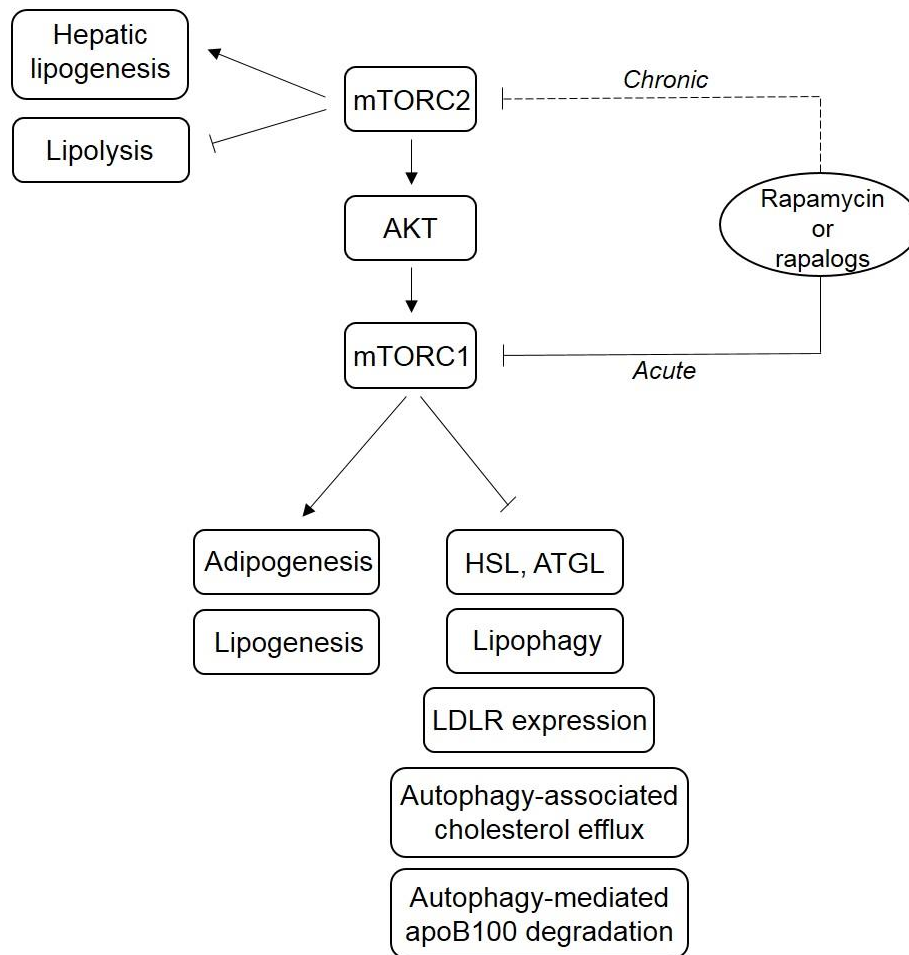 Hepatic
lipogenesis
Lipolysis
mTORC2
Chronic
Rapamycin
or
rapalogs
AKT
mTORC1
Acute
Adipogenesis
Lipogenesis
HSL, ATGL
Lipophagy
LDLR expression
Autophagy-associated
cholesterol efflux
Autophagy-mediated
apoB100 degradation